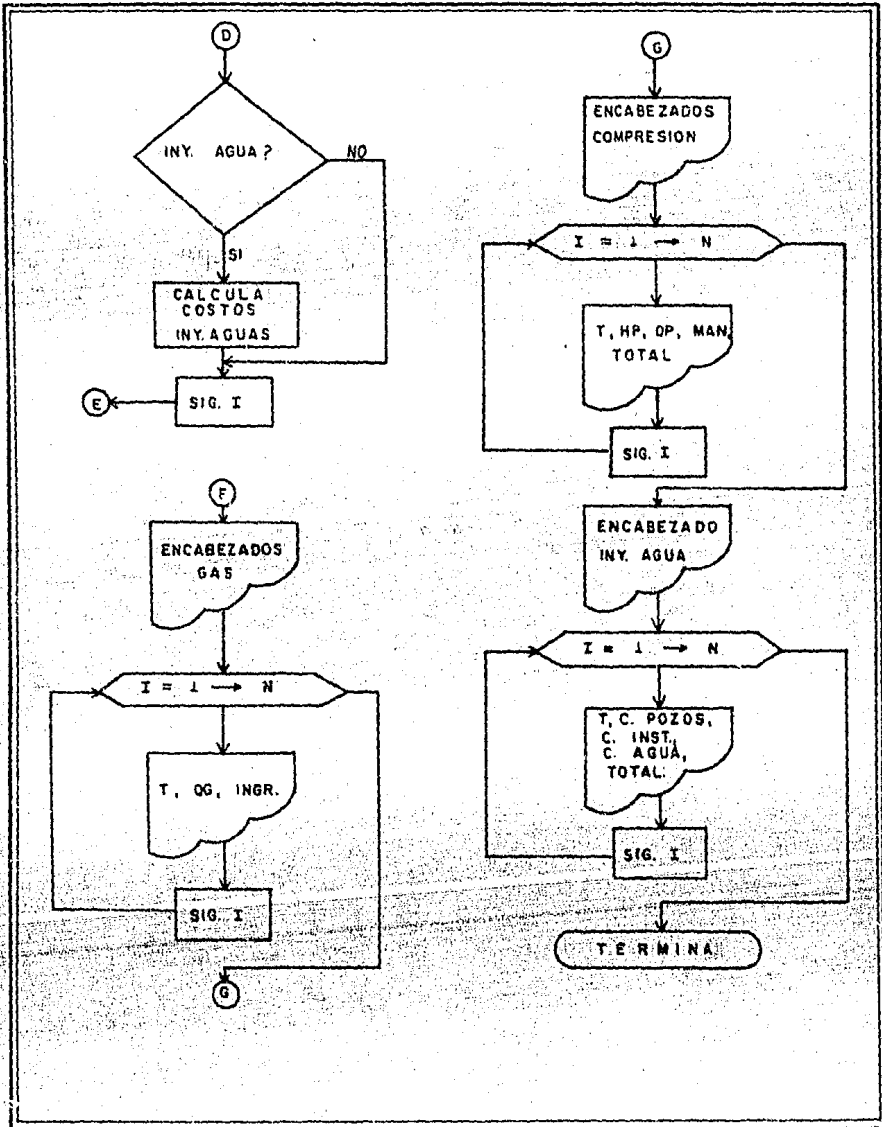 D
INY. AGUA?
NO
SI
CALCULA
COSTOS
INY. AGUAS
SIG. I
E
F
ENCABEZADOS
GAS
I = 1 → N
T, QG, INGR.
SIG. I
G
G
ENCABEZADOS
COMPRESION
I = 1 → N
T, HP, OP, MAN,
TOTAL
SIG. I
ENCABEZADO
INY. AGUA
I = 1 → N
T, C. POZOS,
C. INST.,
C. AGUA,
TOTAL.
SIG. I
TERMINA